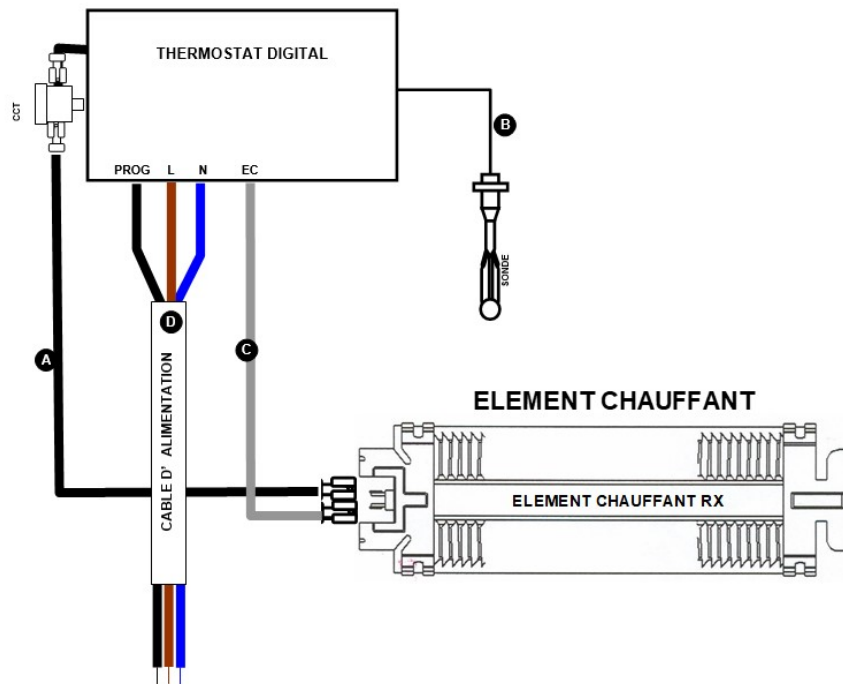 THERMOSTAT DIGITAL
CCT
PROG L N EC
B
SONDE
D
A
C
CABLE D' ALIMENTATION
ELEMENT CHAUFFANT
ELEMENT CHAUFFANT RX